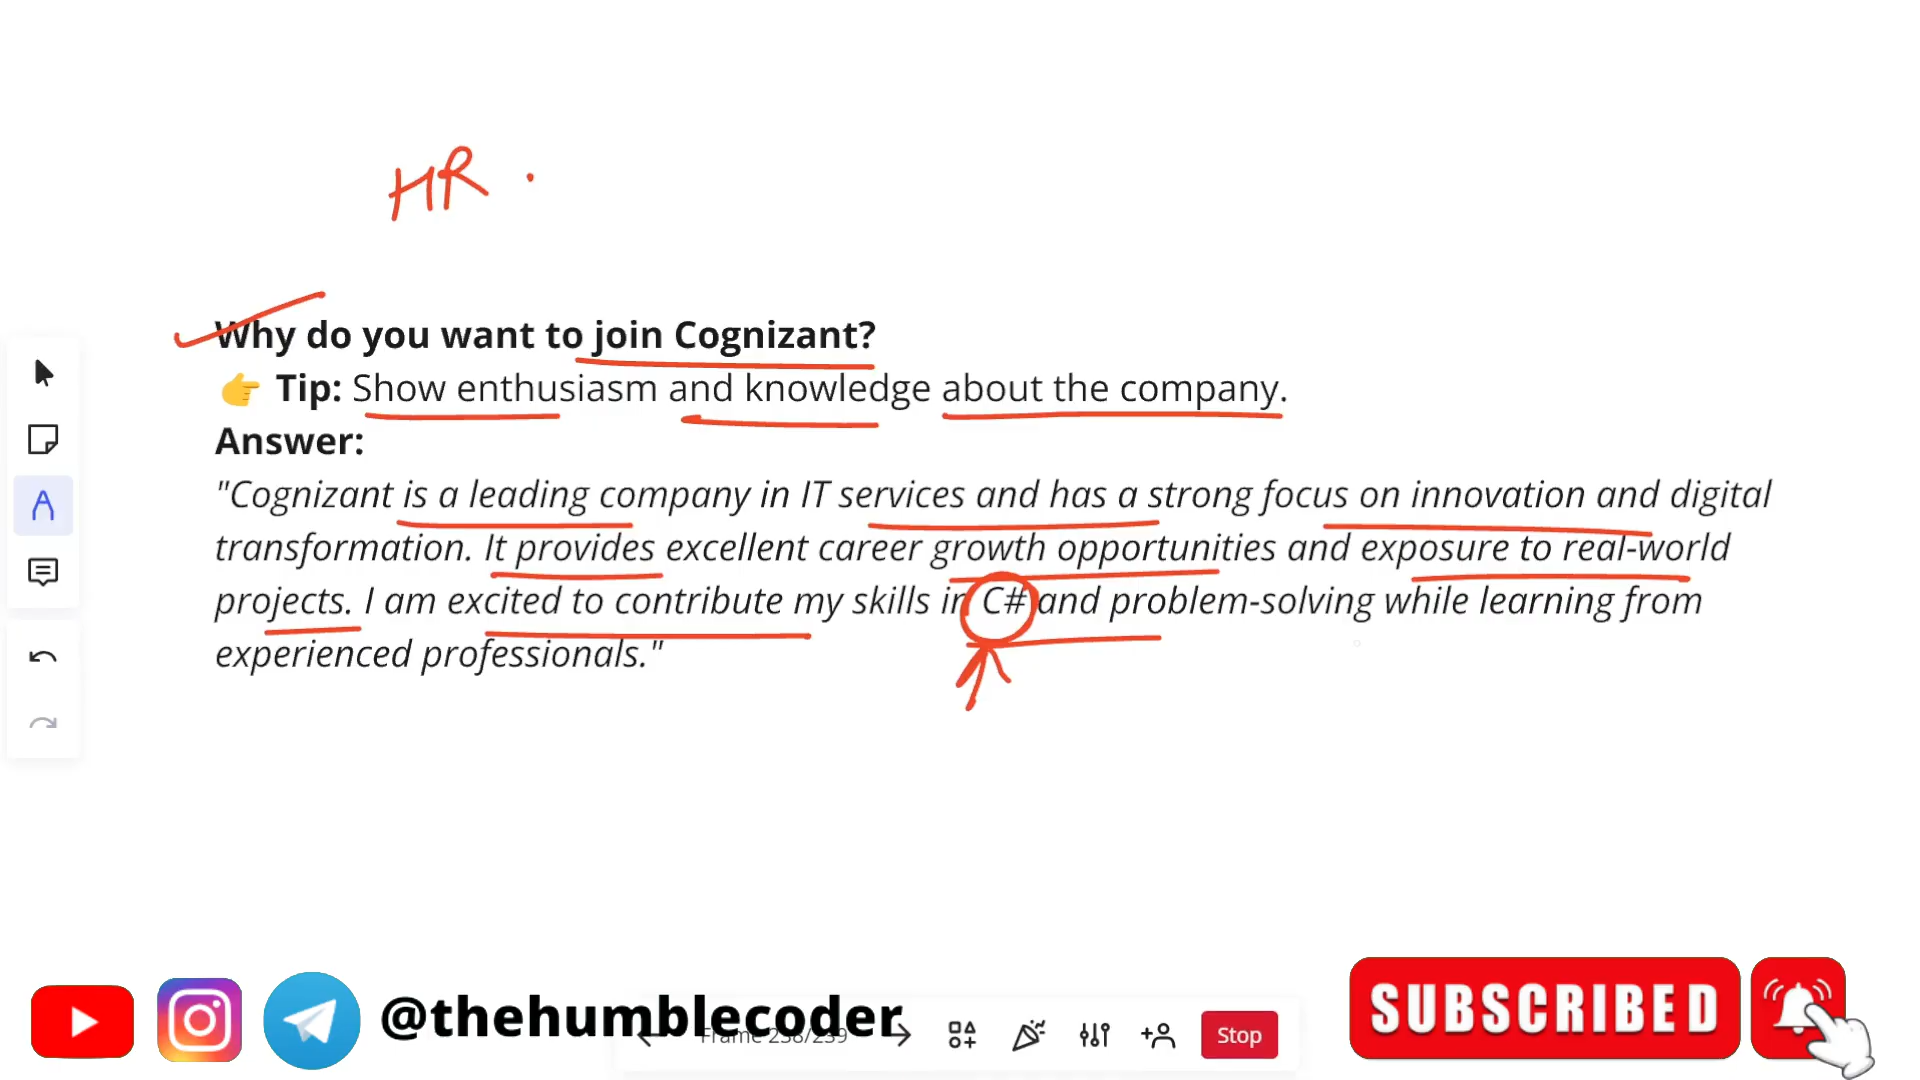 HR .
Why do you want to join Cognizant?
👉 Tip: Show enthusiasm and knowledge about the company.
Answer:
"Cognizant is a leading company in IT services and has a strong focus on innovation and digital
transformation. It provides excellent career growth opportunities and exposure to real-world
projects. I am excited to contribute my skills in C# and problem-solving while learning from
experienced professionals."
@thehumblecoder
Frame 238/239
Stop
SUBSCRIBED